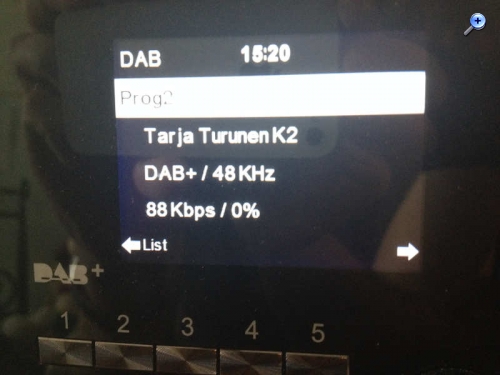 DAB 15:20
Prog2
Tarja Turunen K2
DAB+ / 48 KHz
88 Kbps / 0%
List
DAB+
1 2 3 4 5